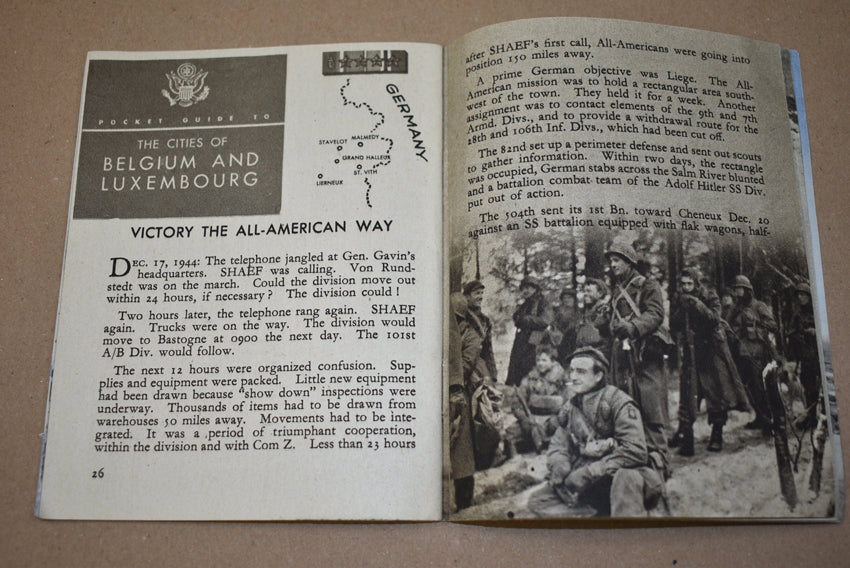 POCKET GUIDE TO
THE CITIES OF
BELGIUM AND
LUXEMBOURG
GERMANY
STAVELOT
MALMEDY
GRAND HALLEUX
ST. VITH
LIERNEUX
VICTORY THE ALL-AMERICAN WAY
DEC. 17, 1944: The telephone jangled at Gen. Gavin's
headquarters. SHAEF was calling. Von Rund-
stedt was on the march. Could the division move out
within 24 hours, if necessary? The division could!
Two hours later, the telephone rang again. SHAEF
again. Trucks were on the way. The division would
move to Bastogne at 0900 the next day. The 101st
A/B Div. would follow.
The next 12 hours were organized confusion. Sup-
plies and equipment were packed. Little new equipment
had been drawn because "show down" inspections were
underway. Thousands of items had to be drawn from
warehouses 50 miles away. Movements had to be inte-
grated. It was a period of triumphant cooperation,
within the division and with Com Z. Less than 23 hours
26
after SHAEF's first call, All-Americans were going into
position 150 miles away.
A prime German objective was Liege. The All-
American mission was to hold a rectangular area south-
west of the town. They held it for a week. Another
assignment was to contact elements of the 9th and 7th
Armd. Divs., and to provide a withdrawal route for the
28th and 106th Inf. Divs., which had been cut off.
The 82nd set up a perimeter defense and sent out scouts
to gather information. Within two days, the rectangle
was occupied, German stabs across the Salm River blunted
and a battalion combat team of the Adolf Hitler SS Div.
put out of action.
The 504th sent its 1st Bn. toward Cheneux Dec. 20
against an SS battalion equipped with flak wagons, half-